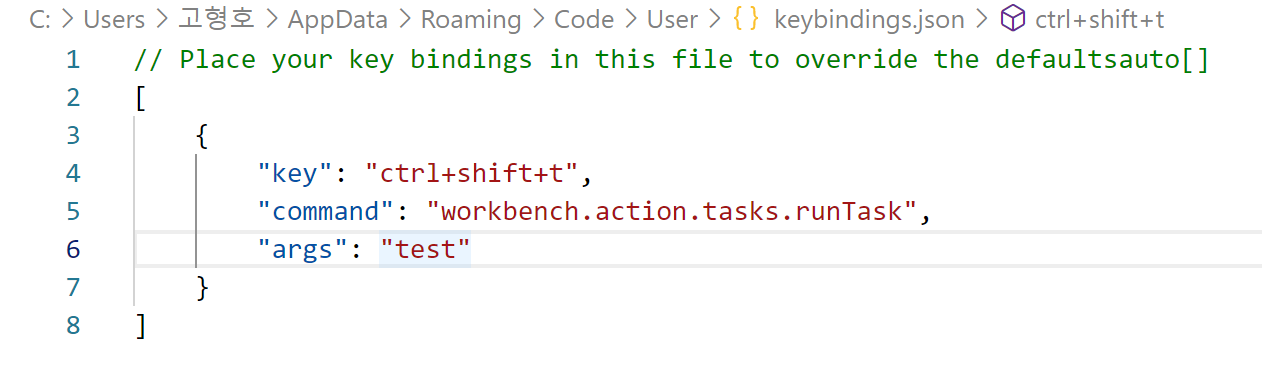 C: > Users > 고형호 > AppData > Roaming > Code > User > {} keybindings.json > ctrl+shift+t
1 // Place your key bindings in this file to override the defaultsauto[]
2 [
3 {
4 "key": "ctrl+shift+t",
5 "command": "workbench.action.tasks.runTask",
6 "args": "test"
7 }
8 ]